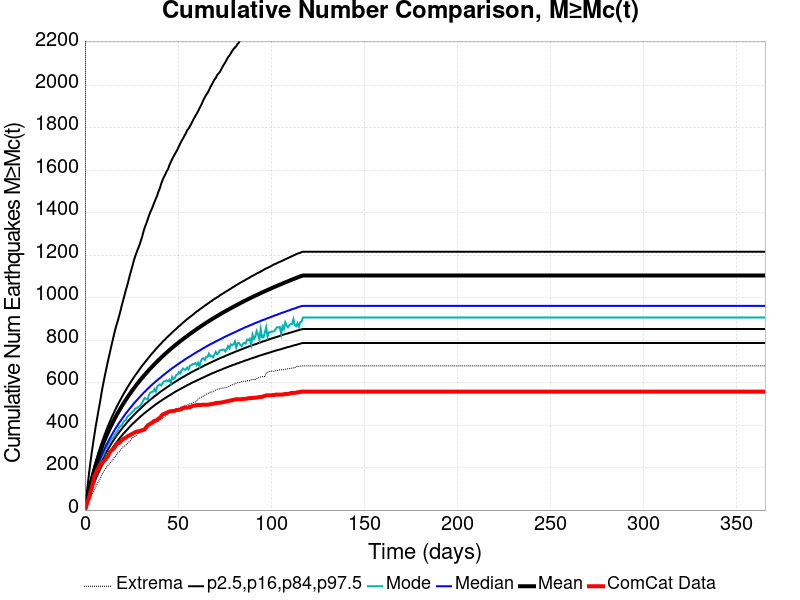 Cumulative Number Comparison, M≥Mc(t)
Cumulative Num Earthquakes M≥Mc(t)
2200
2000
1800
1600
1400
1200
1000
800
600
400
200
0
0 50 100 150 200 250 300 350
Time (days)
Extrema p2.5,p16,p84,p97.5 Mode Median Mean ComCat Data